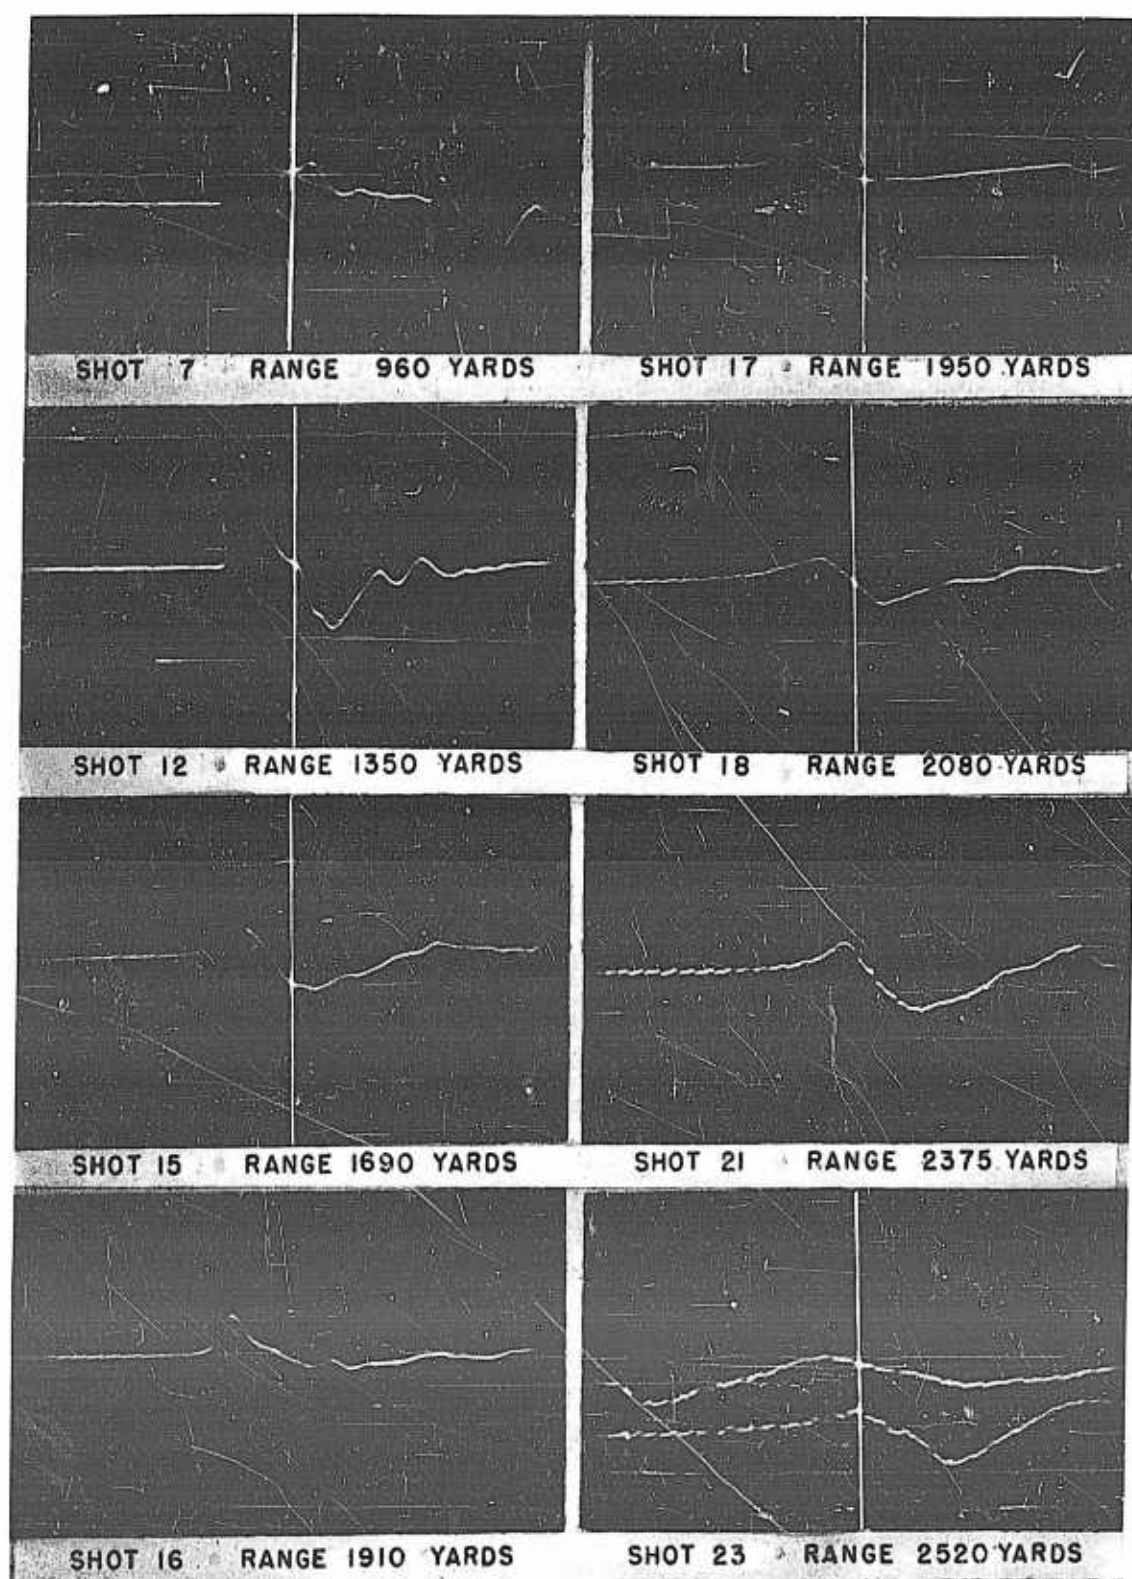 SHOT 7 RANGE 960 YARDS
SHOT 17 RANGE 1950 YARDS
SHOT 12 RANGE 1350 YARDS
SHOT 18 RANGE 2080 YARDS
SHOT 15 RANGE 1690 YARDS
SHOT 21 RANGE 2375 YARDS
SHOT 16 RANGE 1910 YARDS
SHOT 23 RANGE 2520 YARDS